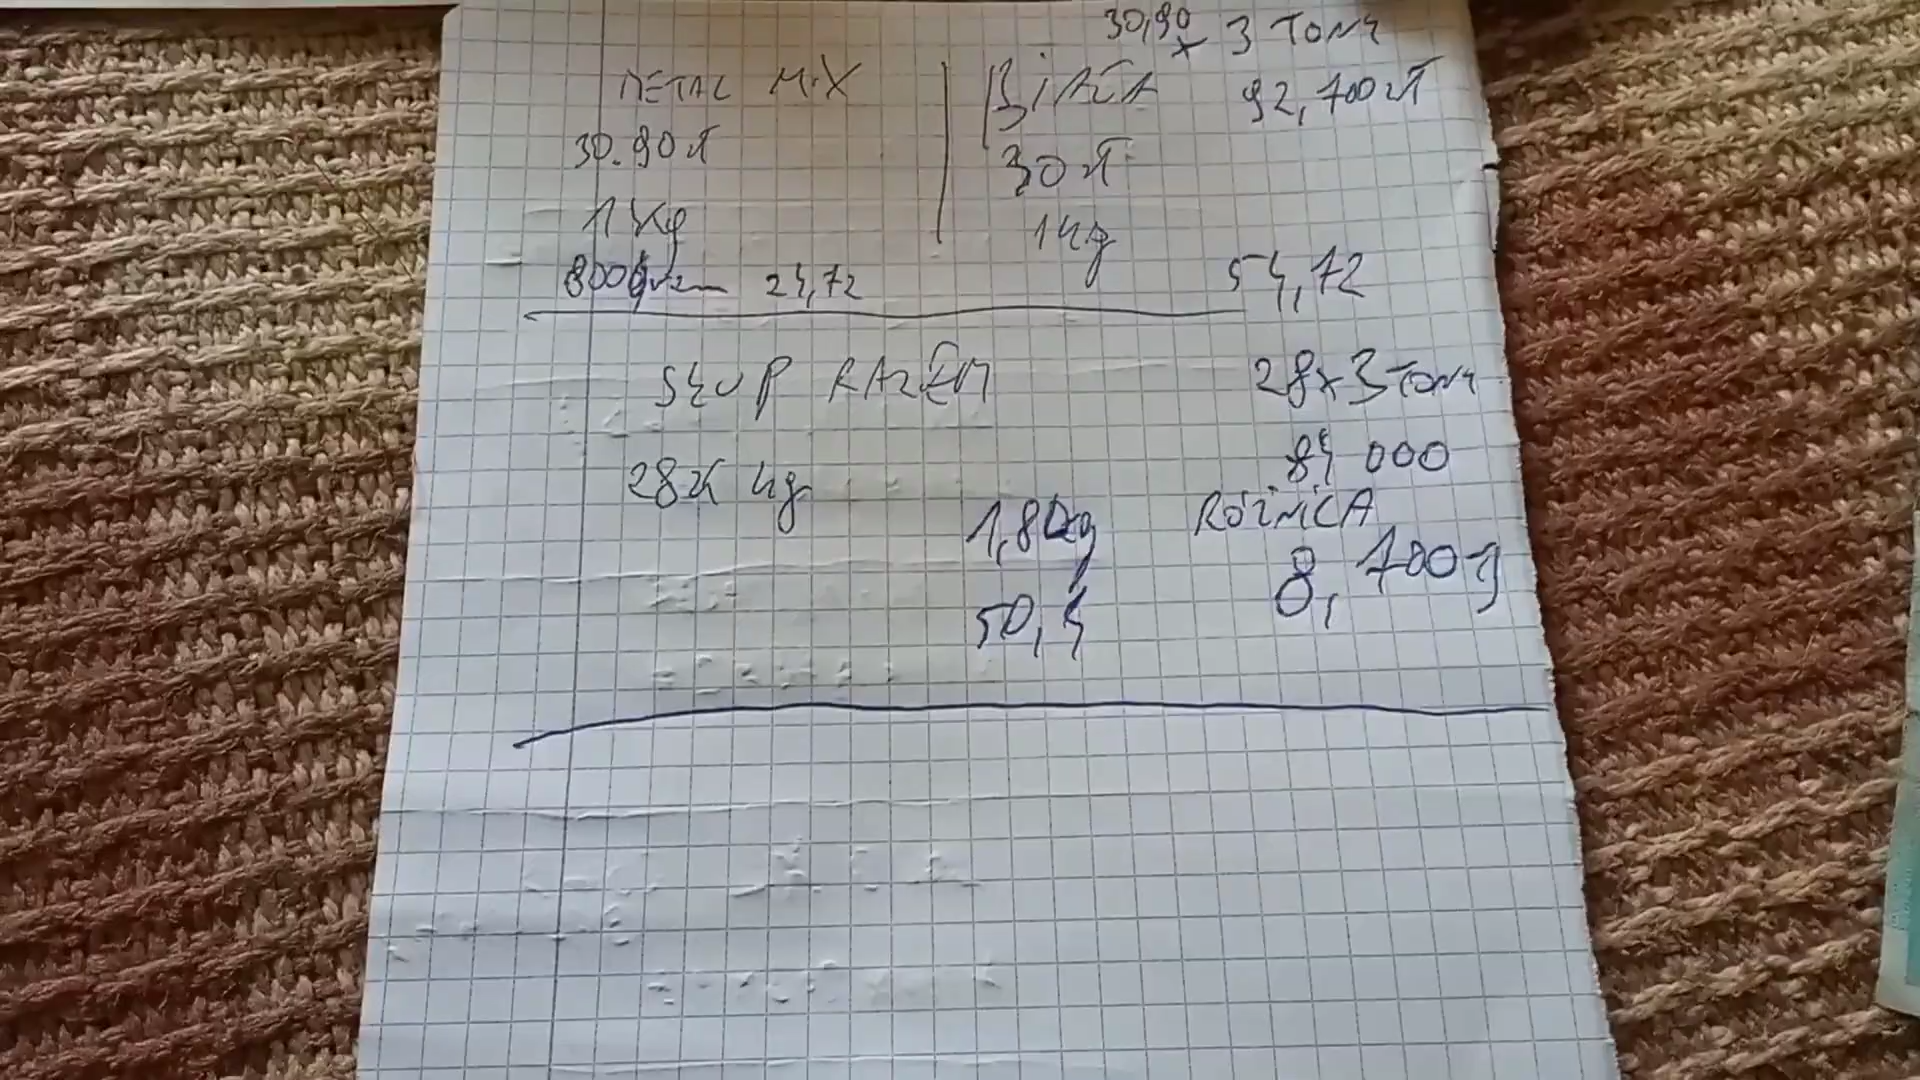 30,90 x 3 TONY
METAL MIX
BIAŁA
92,700 zł
30.90 zł
30 zł
1 kg
1 kg
800 gram 24,72
54,72
SKUP RAZEM
28 x 3 TONY
28 zł kg
84 000
1,8 kg
RÓŻNICA
50,4
8,700 zł